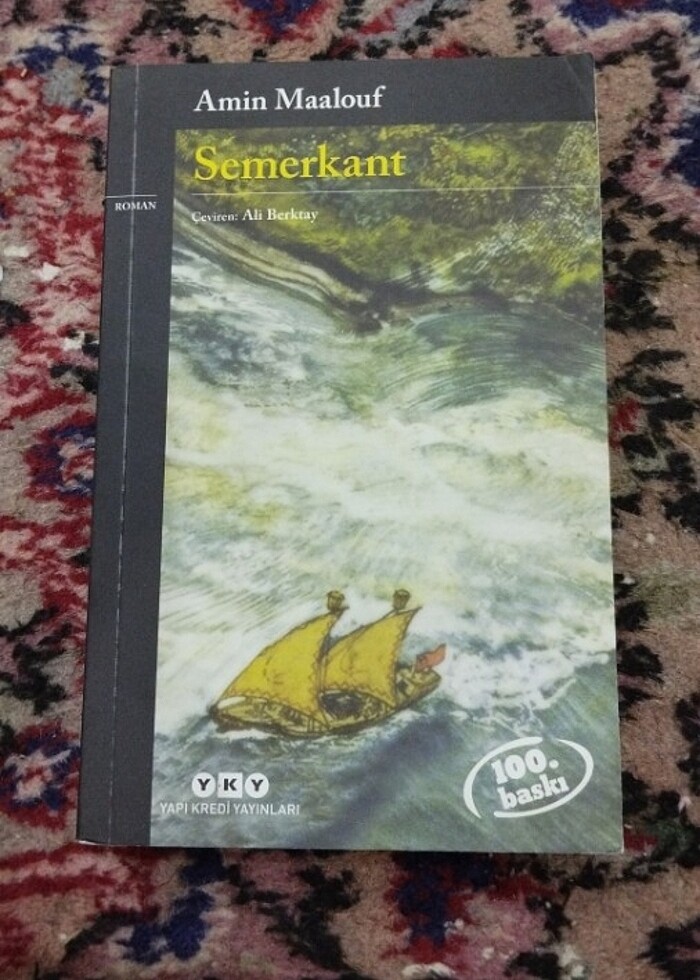 Amin Maalouf
Semerkant
ROMAN
Çeviren: Ali Berktay
YKY
YAPI KREDİ YAYINLARI
100.
baskı